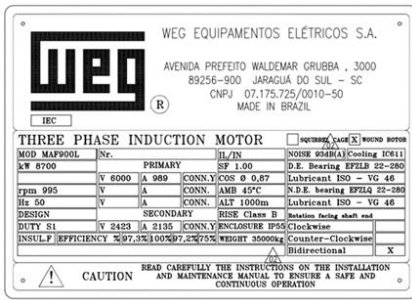 WEG EQUIPAMENTOS ELÉTRICOS S.A.
weg ®
AVENIDA PREFEITO WALDEMAR GRUBBA , 3000
89256-900 JARAGUÁ DO SUL - SC
CNPJ 07.175.725/0010-50
MADE IN BRAZIL
IEC
THREE PHASE INDUCTION MOTOR SQUIRREL CAGE X WOUND ROTOR
MOD MAF900L Nr. IL/IN NOISE 93dB(A) Cooling IC611
kW 8700 PRIMARY SF 1.00 D.E. Bearing EFZLB 22-280
V 6000 A 989 CONN.Y COS Ø 0,87 Lubricant ISO - VG 46
rpm 995 V A CONN. AMB 45°C N.D.E. bearing EFZLQ 22-280
Hz 50 V A CONN. ALT 1000m Lubricant ISO - VG 46
DESIGN SECONDARY RISE Class B Rotation facing shaft end
DUTY S1 V 2423 A 2135 CONN.Y ENCLOSURE IP55 Clockwise
INSUL.F EFFICIENCY % 97,3% 100% 97,2% 75% WEIGHT 35000kg Counter-Clockwise
Bidirectional X
CAUTION READ CAREFULLY THE INSTRUCTIONS ON THE INSTALLATION
AND MAINTENANCE MANUAL TO ENSURE A SAFE AND
CONTINUOUS OPERATION